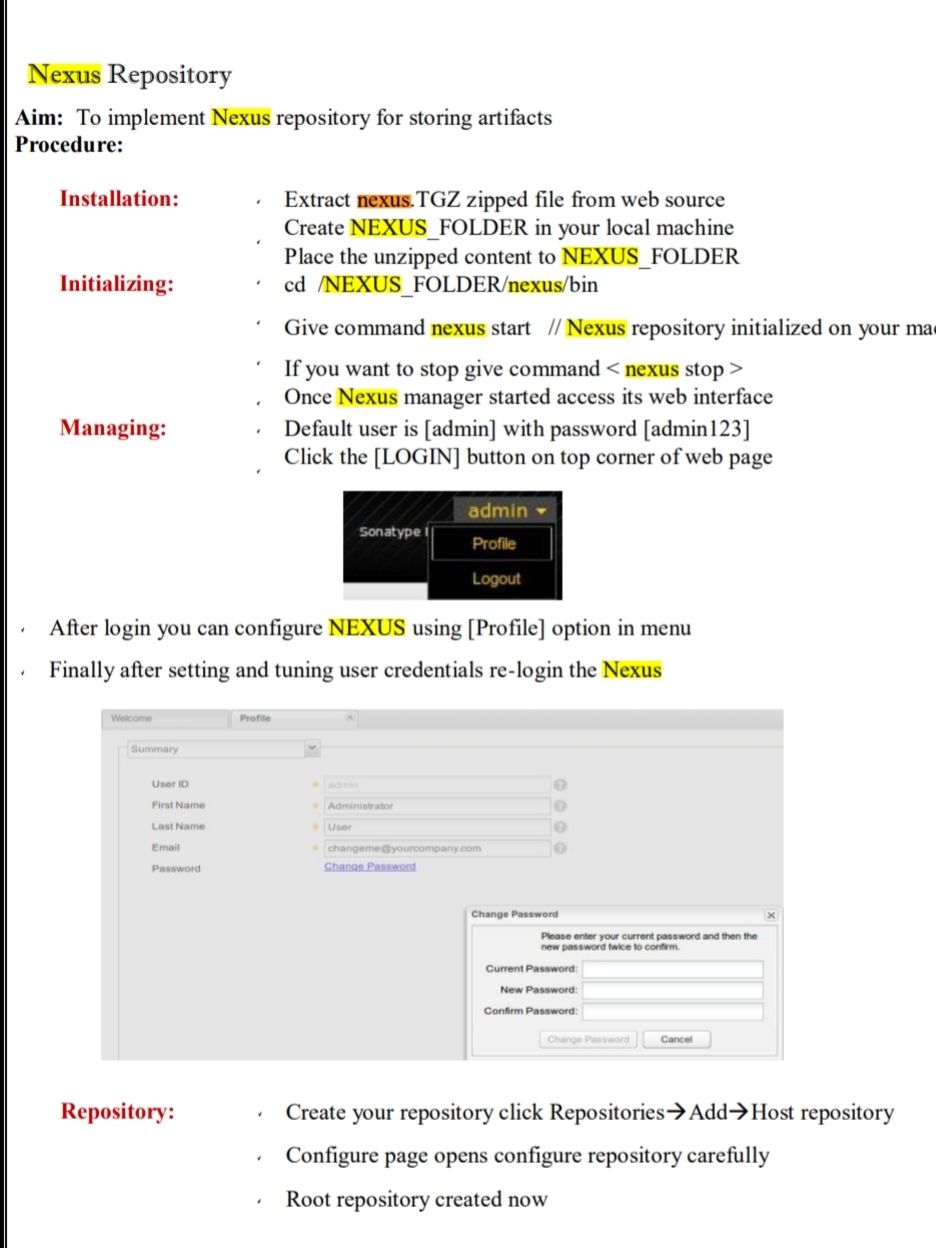 Nexus Repository
Aim: To implement Nexus repository for storing artifacts
Procedure:
Installation:
Extract nexus.TGZ zipped file from web source
Create NEXUS_FOLDER in your local machine
Place the unzipped content to NEXUS_FOLDER
Initializing:
cd /NEXUS_FOLDER/nexus/bin
Give command nexus start // Nexus repository initialized on your
If you want to stop give command < nexus stop >
Once Nexus manager started access its web interface
Managing:
Default user is [admin] with password [admin123]
Click the [LOGIN] button on top corner of web page
admin
Sonatype
Profile
Logout
After login you can configure NEXUS using [Profile] option in menu
Finally after setting and tuning user credentials re-login the Nexus
Welcome
Profile
Summary
User ID
admin
First Name
Administrator
Last Name
User
Email
changeme@yourcompany.com
Password
Change Password
Change Password
Please enter your current password and then the
new password twice to confirm.
Current Password:
New Password:
Confirm Password:
Change Password
Cancel
Repository:
Create your repository click Repositories→Add→Host repository
Configure page opens configure repository carefully
Root repository created now